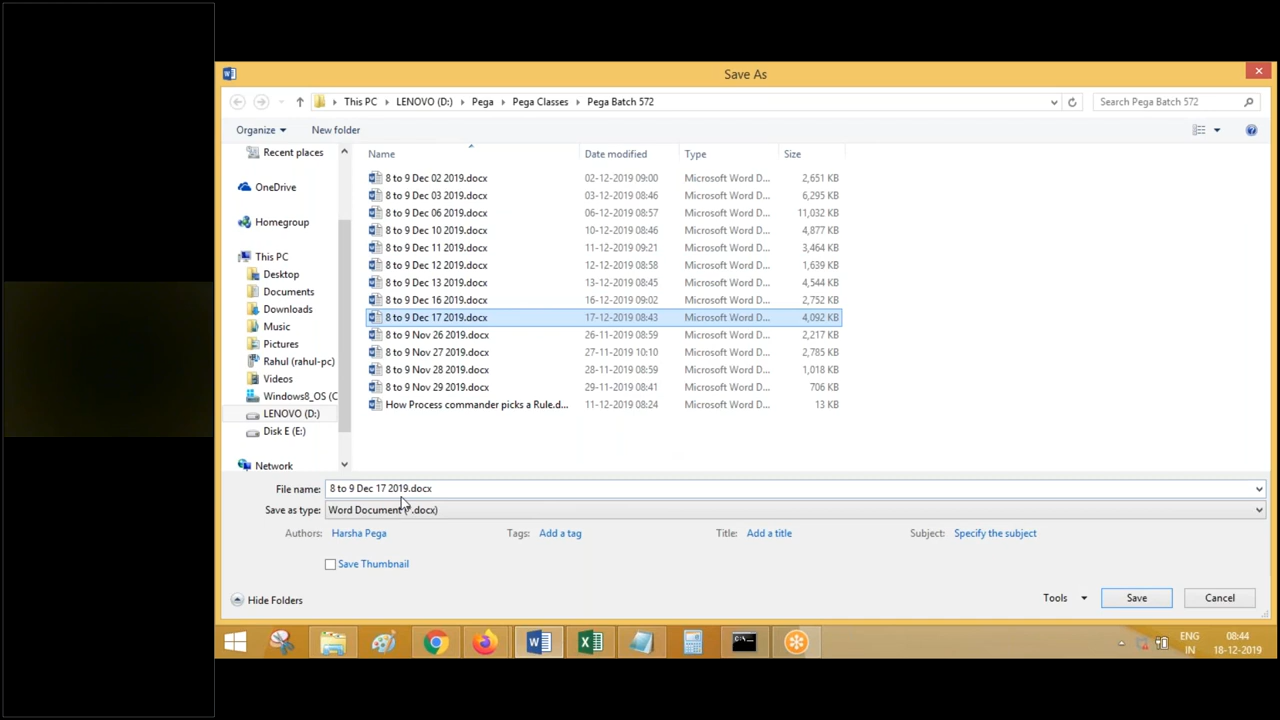 Save As
This PC LENOVO (D:) Pega Pega Classes Pega Batch 572 Search Pega Batch 572
Organize New folder
Recent places
OneDrive
Homegroup
This PC
Desktop
Documents
Downloads
Music
Pictures
Rahul (rahul-pc)
Videos
Windows8_OS (C
LENOVO (D:)
Disk E (E:)
Network
Name Date modified Type Size
8 to 9 Dec 02 2019.docx 02-12-2019 09:00 Microsoft Word D... 2,651 KB
8 to 9 Dec 03 2019.docx 03-12-2019 08:46 Microsoft Word D... 6,295 KB
8 to 9 Dec 06 2019.docx 06-12-2019 08:57 Microsoft Word D... 11,032 KB
8 to 9 Dec 10 2019.docx 10-12-2019 08:46 Microsoft Word D... 4,877 KB
8 to 9 Dec 11 2019.docx 11-12-2019 09:21 Microsoft Word D... 3,464 KB
8 to 9 Dec 12 2019.docx 12-12-2019 08:58 Microsoft Word D... 1,639 KB
8 to 9 Dec 13 2019.docx 13-12-2019 08:45 Microsoft Word D... 4,544 KB
8 to 9 Dec 16 2019.docx 16-12-2019 09:02 Microsoft Word D... 2,752 KB
8 to 9 Dec 17 2019.docx 17-12-2019 08:43 Microsoft Word D... 4,092 KB
8 to 9 Nov 26 2019.docx 26-11-2019 08:59 Microsoft Word D... 2,217 KB
8 to 9 Nov 27 2019.docx 27-11-2019 10:10 Microsoft Word D... 2,785 KB
8 to 9 Nov 28 2019.docx 28-11-2019 08:59 Microsoft Word D... 1,018 KB
8 to 9 Nov 29 2019.docx 29-11-2019 08:41 Microsoft Word D... 706 KB
How Process commander picks a Rule.d... 11-12-2019 08:24 Microsoft Word D... 13 KB
File name: 8 to 9 Dec 17 2019.docx
Save as type: Word Document (*.docx)
Authors: Harsha Pega Tags: Add a tag Title: Add a title Subject: Specify the subject
Save Thumbnail
Hide Folders Tools Save Cancel
ENG 08:44
IN 18-12-2019